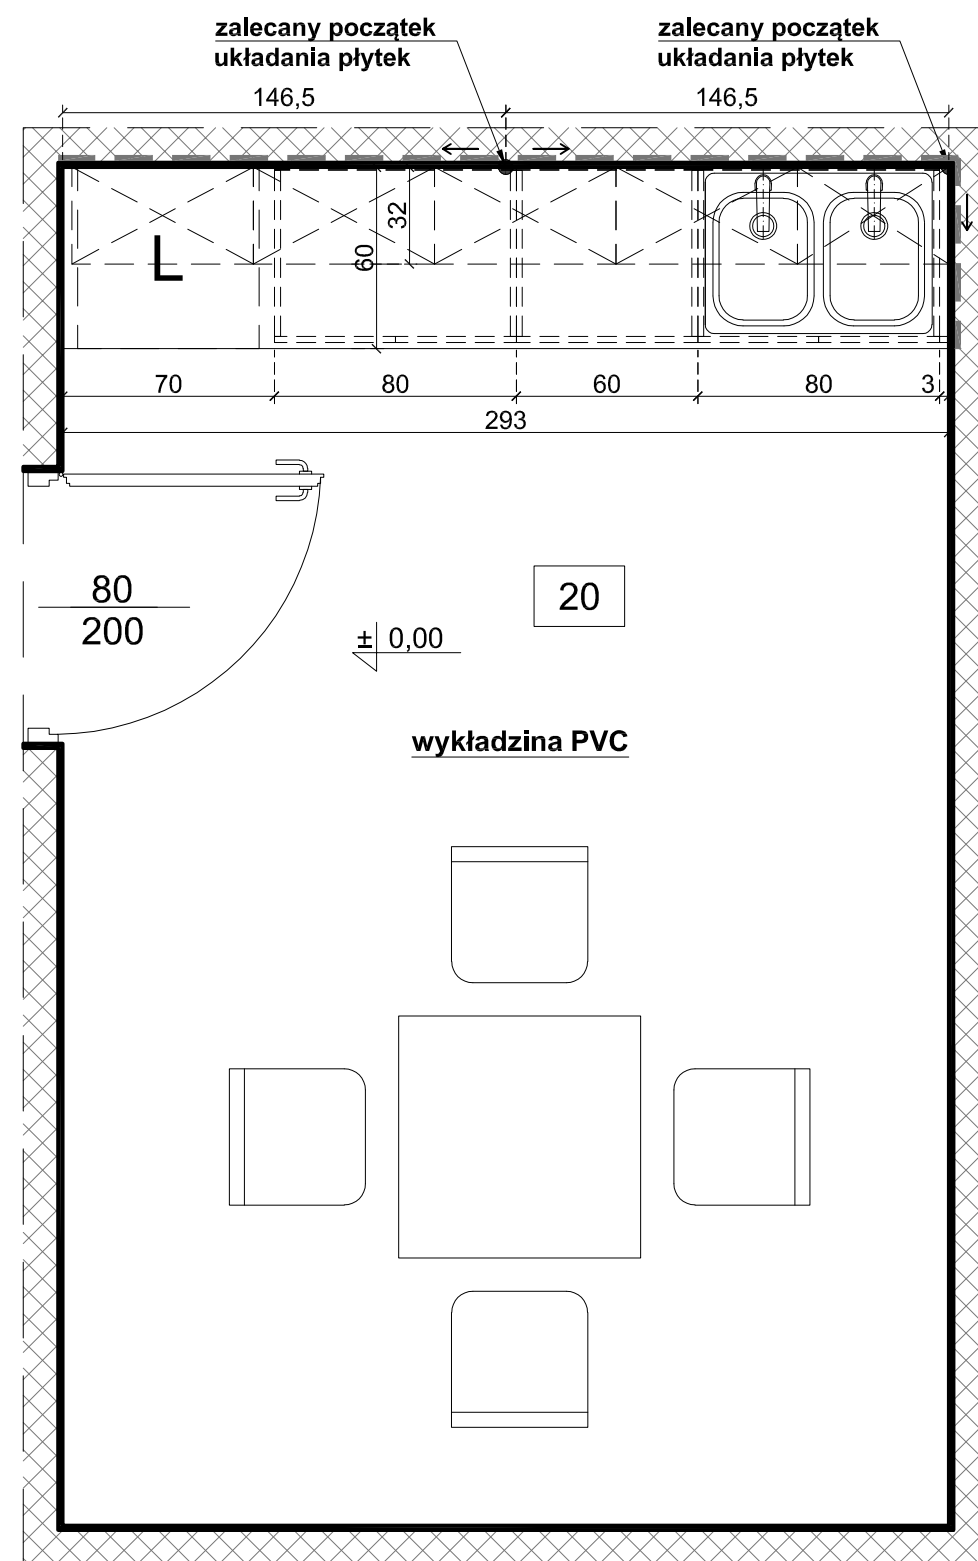 zalecany początek
układania płytek
zalecany początek
układania płytek
146,5
146,5
L
60
32
70
80
60
80
3
293
80
200
20
± 0,00
wykładzina PVC